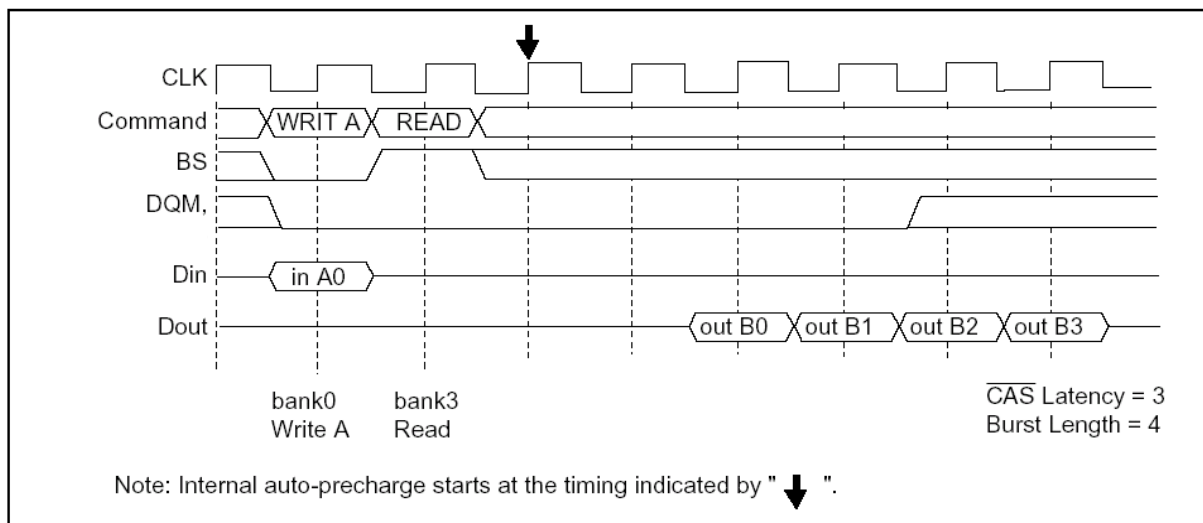 CLK
Command WRIT A READ
BS
DQM,
Din in A0
Dout out B0 out B1 out B2 out B3
bank0 bank3 CAS Latency = 3
Write A Read Burst Length = 4
Note: Internal auto-precharge starts at the timing indicated by " ".